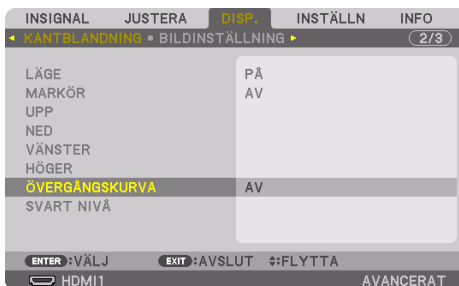 INSIGNAL JUSTERA DISP. INSTÄLLN INFO
KANTBLANDNING • BILDINSTÄLLNING 2/3
LÄGE PÅ
MARKÖR AV
UPP
NED
VÄNSTER
HÖGER
ÖVERGÅNGSKURVA AV
SVART NIVÅ
ENTER:VÄLJ EXIT:AVSLUT ↕:FLYTTA
HDMI1 AVANCERAT